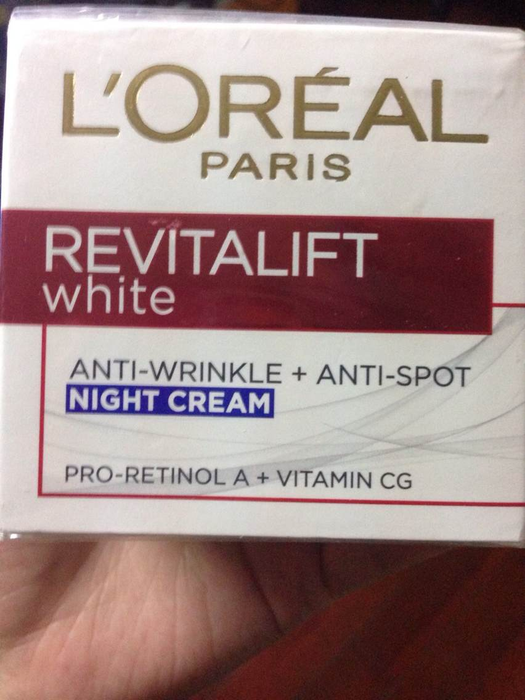 L'ORÉAL
PARIS
REVITALIFT
white
ANTI-WRINKLE + ANTI-SPOT
NIGHT CREAM
PRO-RETINOL A + VITAMIN CG